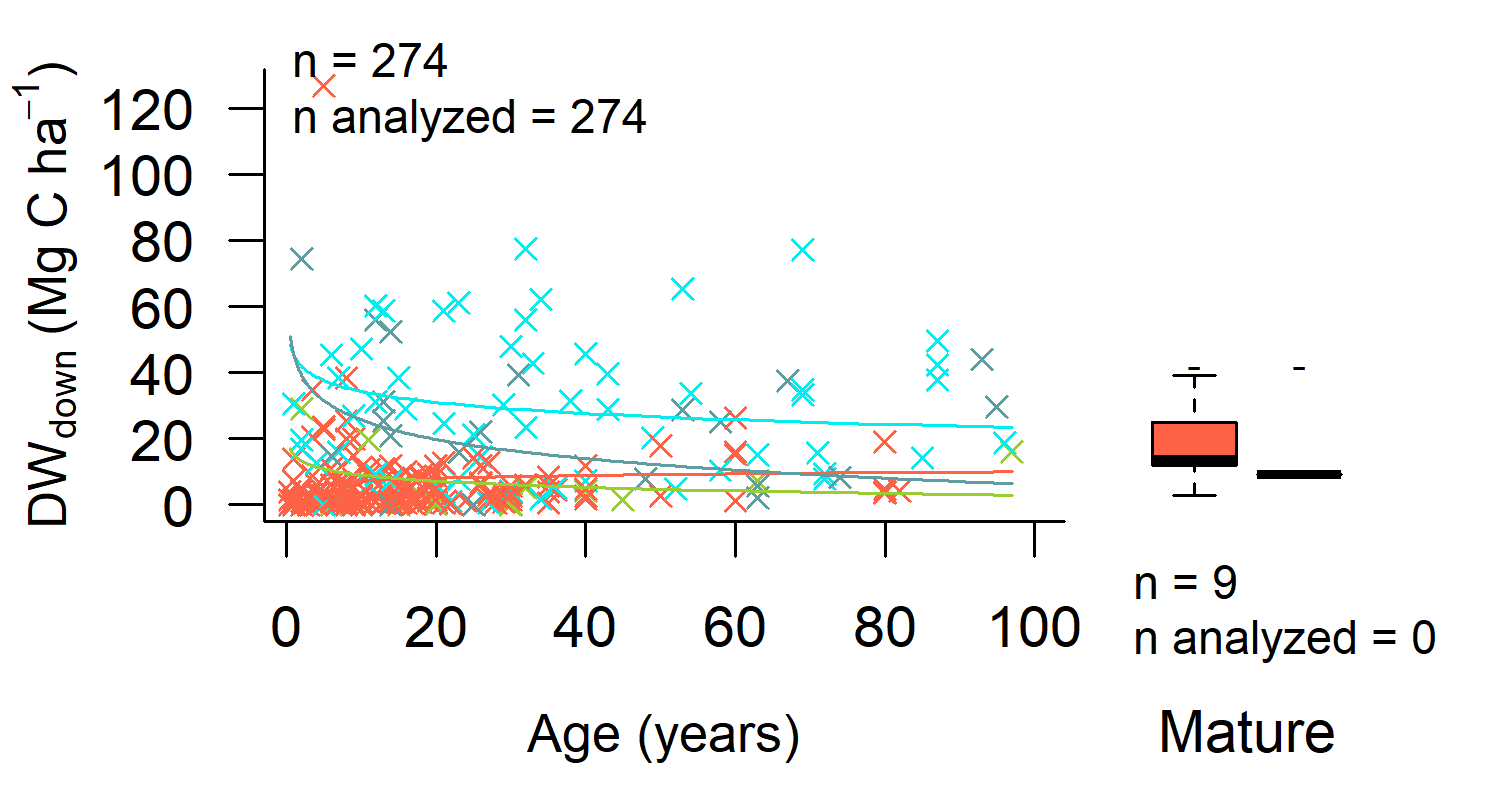 n = 274
n analyzed = 274
DWdown (Mg C ha−1)
120
100
80
60
40
20
0
0 20 40 60 80 100
Age (years)
- -
n = 9
n analyzed = 0
Mature